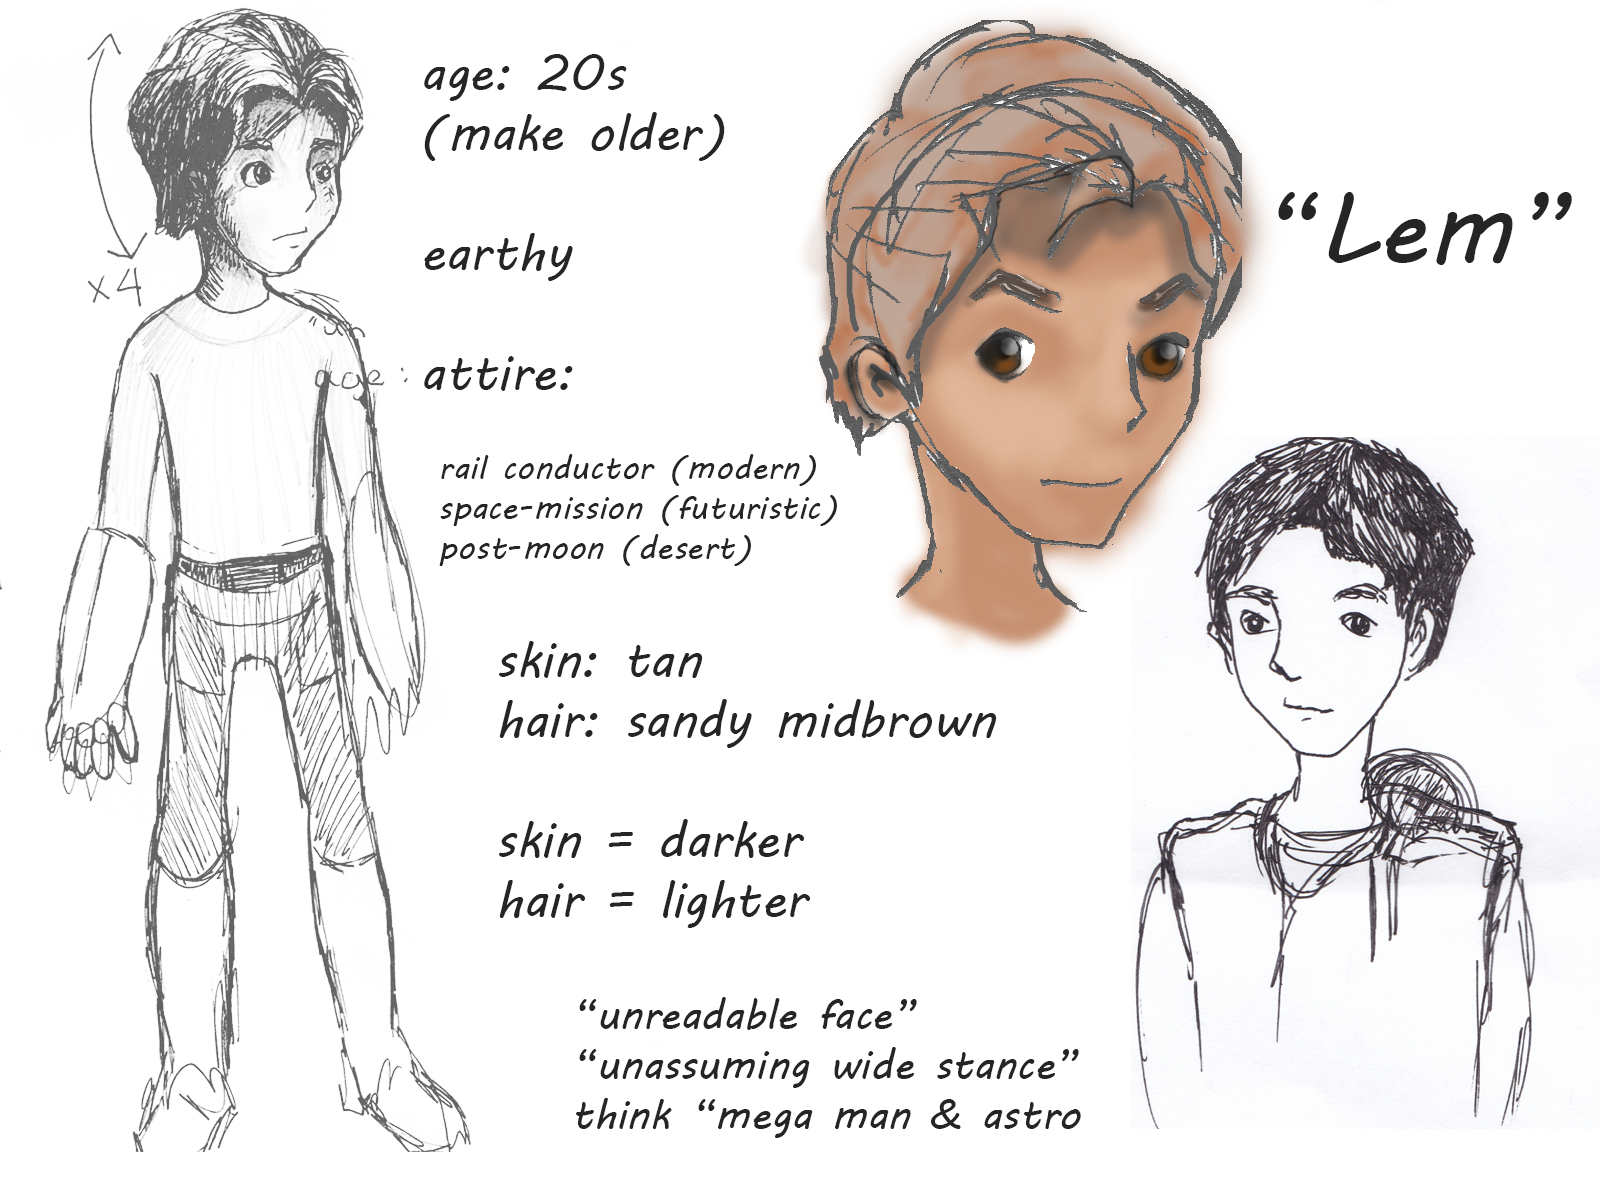 age: 20s
(make older)
“Lem”
earthy
x4
age:
attire:
rail conductor (modern)
space-mission (futuristic)
post-moon (desert)
skin: tan
hair: sandy midbrown
skin = darker
hair = lighter
“unreadable face”
“unassuming wide stance”
think “mega man & astro